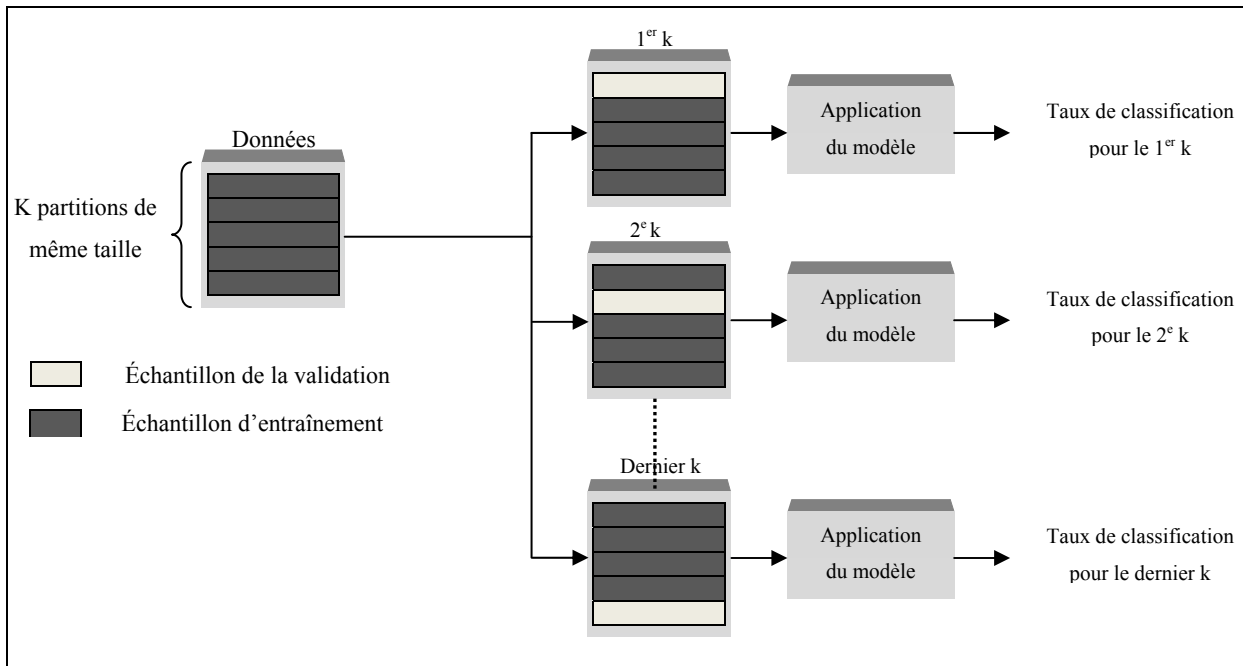 Données
K partitions de
même taille
Échantillon de la validation
Échantillon d'entraînement
1er k
Application
du modèle
Taux de classification
pour le 1er k
2e k
Application
du modèle
Taux de classification
pour le 2e k
Dernier k
Application
du modèle
Taux de classification
pour le dernier k